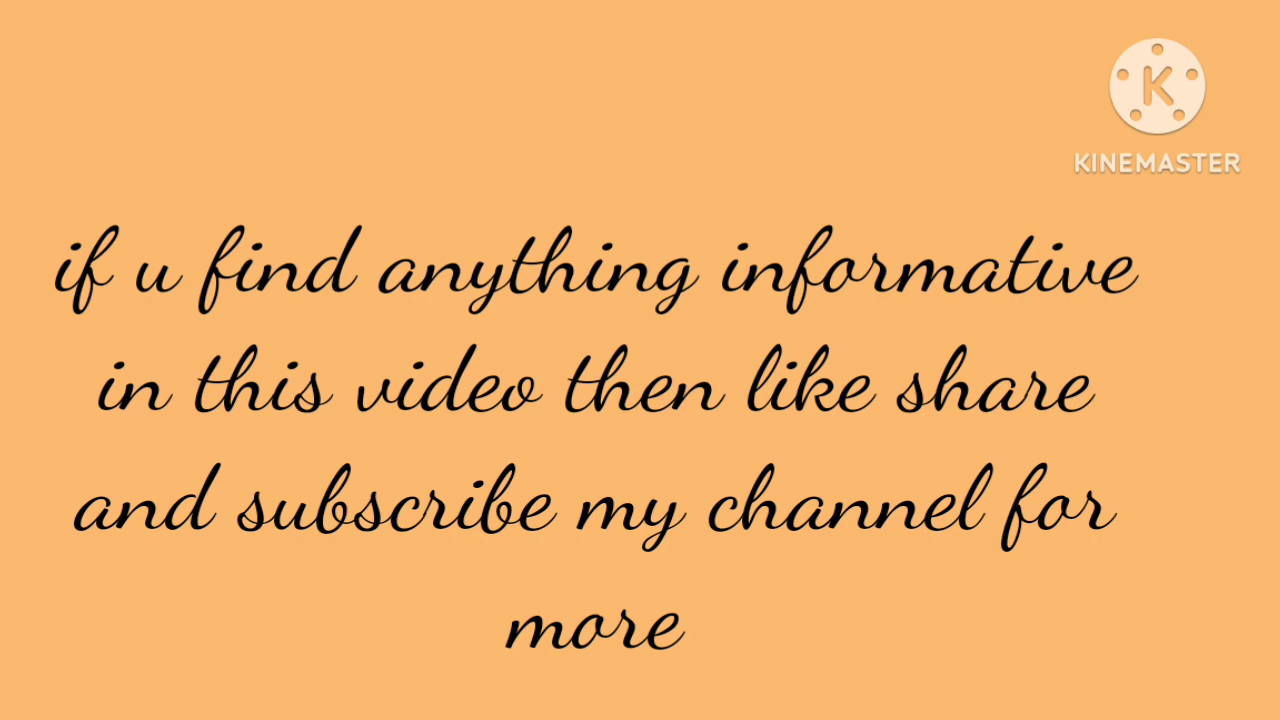 K
KINEMASTER
if u find anything informative
in this video then like share
and subscribe my channel for
more